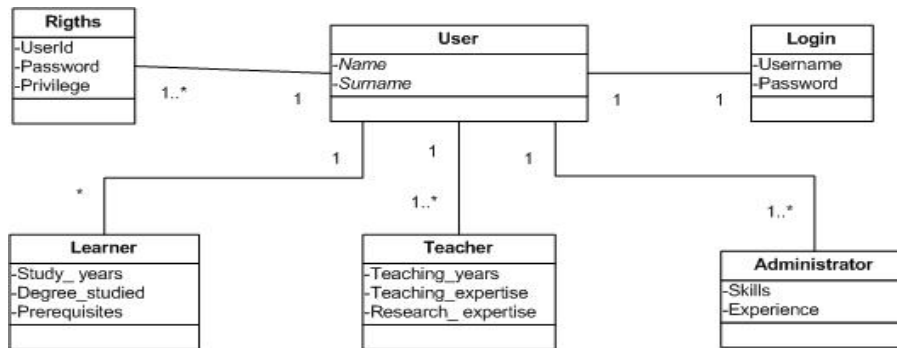 Rigths
-UserId
-Password
-Privilege
User
-Name
-Surname
Login
-Username
-Password
1..*
1
1
1
1
1
1
*
1..*
1..*
Learner
-Study_ years
-Degree_studied
-Prerequisites
Teacher
-Teaching_years
-Teaching_expertise
-Research_ expertise
Administrator
-Skills
-Experience